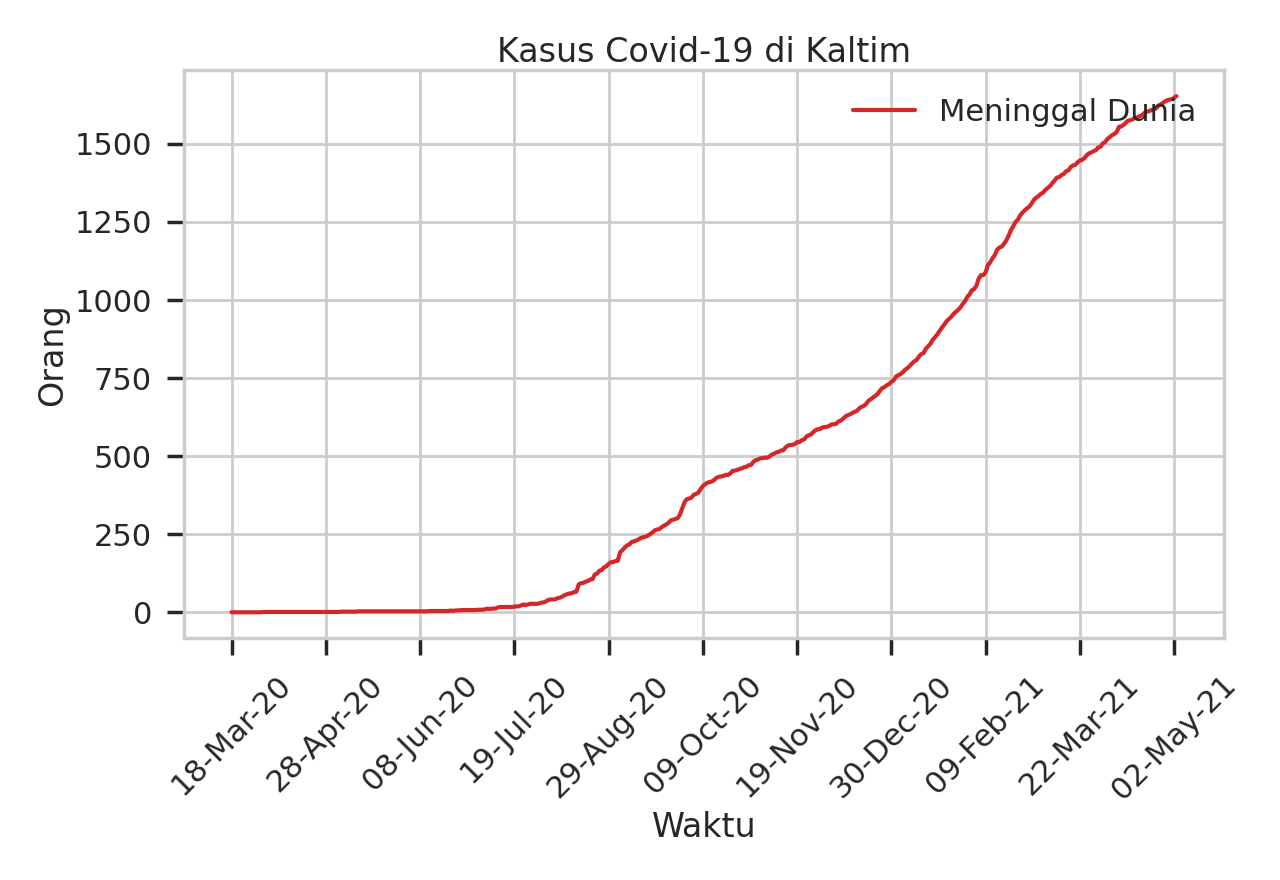 Kasus Covid-19 di Kaltim
Meninggal Dunia
1500
1250
1000
750
500
250
0
Orang
18-Mar-20
28-Apr-20
08-Jun-20
19-Jul-20
29-Aug-20
09-Oct-20
19-Nov-20
30-Dec-20
09-Feb-21
22-Mar-21
02-May-21
Waktu